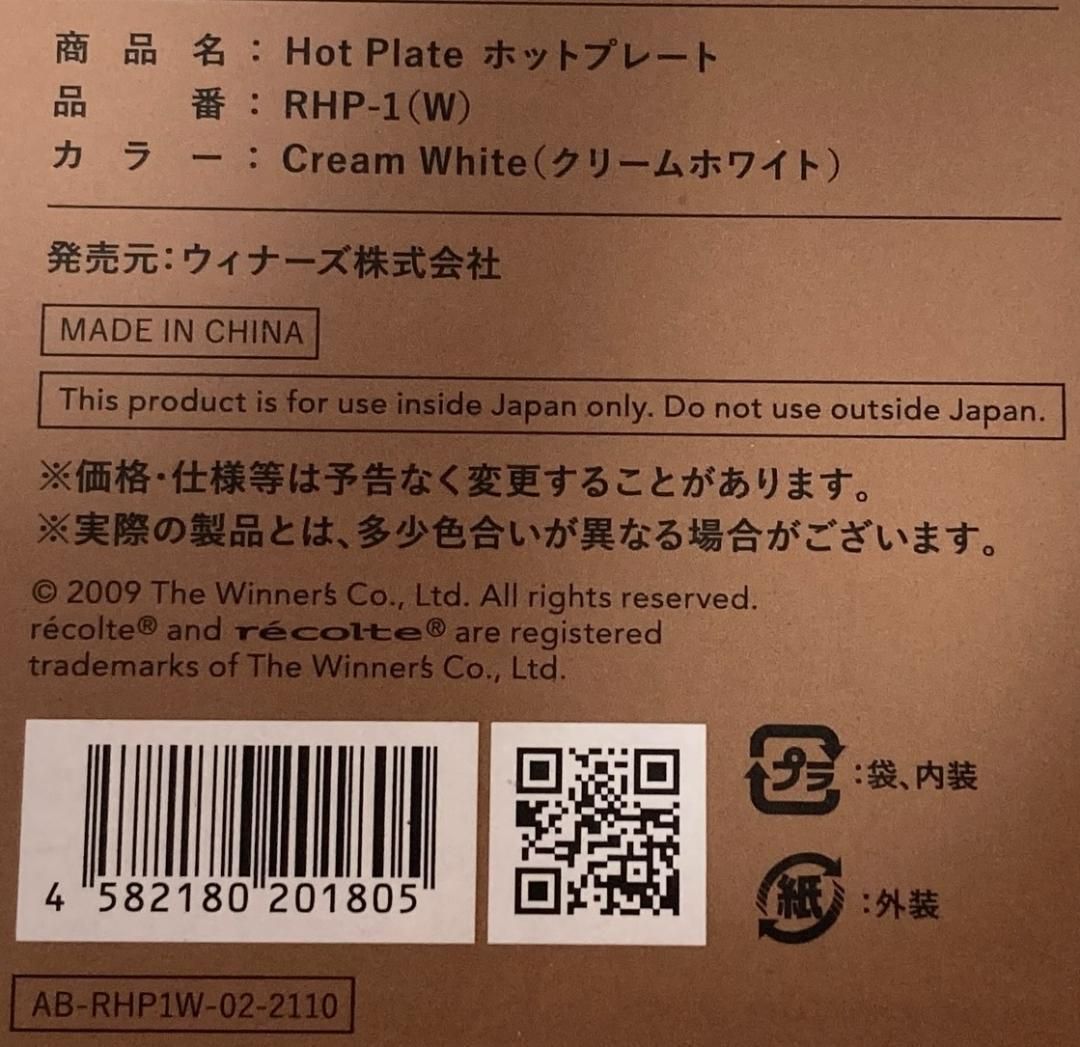 商品名：Hot Plate ホットプレート
品番：RHP-1(W)
カラー：Cream White(クリームホワイト)
発売元：ウィナーズ株式会社
MADE IN CHINA
This product is for use inside Japan only. Do not use outside Japan.
※価格・仕様等は予告なく変更することがあります。
※実際の製品とは、多少色合いが異なる場合がございます。
© 2009 The Winner's Co., Ltd. All rights reserved.
récolte® and récolte® are registered
trademarks of The Winner's Co., Ltd.
プラ：袋、内装
紙：外装
4 582180 201805
AB-RHP1W-02-2110